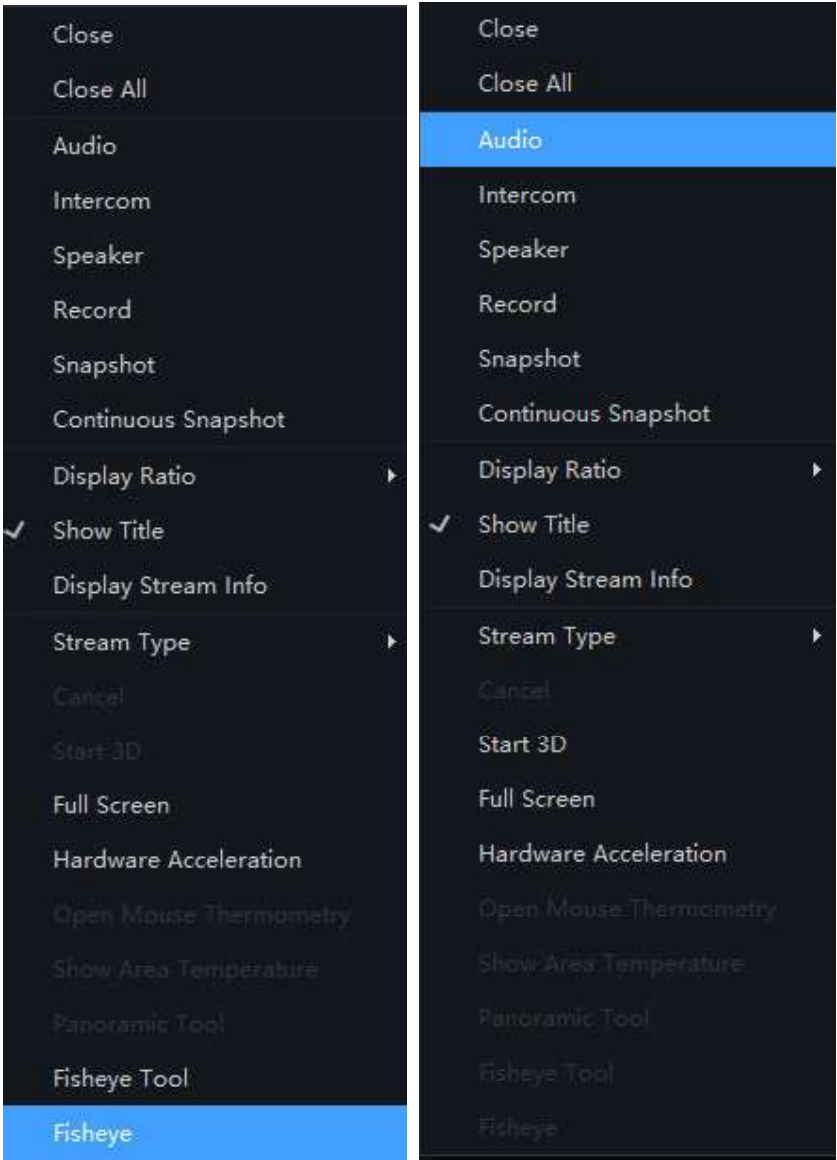 Close
Close All
Audio
Intercom
Speaker
Record
Snapshot
Continuous Snapshot
Display Ratio
Show Title
Display Stream Info
Stream Type
Cancel
Start 3D
Full Screen
Hardware Acceleration
Open Mouse Thermometry
Show Area Temperature
Panoramic Tool
Fisheye Tool
Fisheye
Close
Close All
Audio
Intercom
Speaker
Record
Snapshot
Continuous Snapshot
Display Ratio
Show Title
Display Stream Info
Stream Type
Cancel
Start 3D
Full Screen
Hardware Acceleration
Open Mouse Thermometry
Show Area Temperature
Panoramic Tool
Fisheye Tool
Fisheye